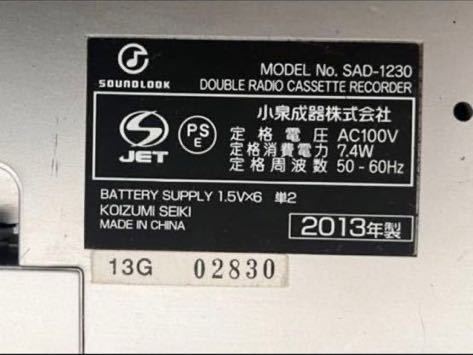 SOUNDLOOK
MODEL No. SAD-1230
DOUBLE RADIO CASSETTE RECORDER
S
JET
PS
E
小泉成器株式会社
定格電圧 AC100V
定格消費電力 7.4W
定格周波数 50-60Hz
BATTERY SUPPLY 1.5V×6 単2
KOIZUMI SEIKI
MADE IN CHINA
2013年製
13G 02830